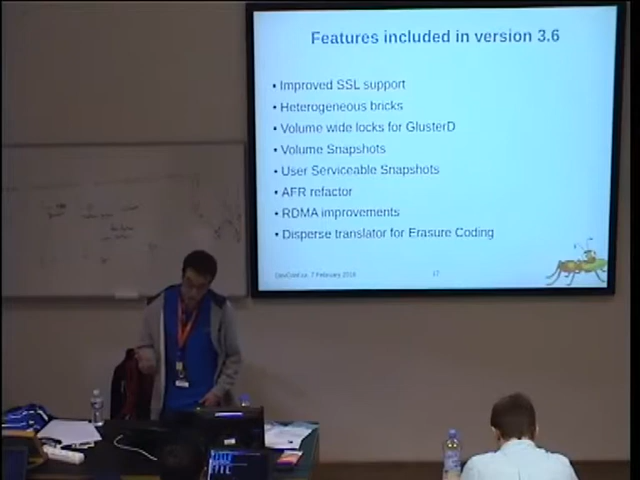 Features included in version 3.6
• Improved SSL support
• Heterogeneous bricks
• Volume wide locks for GlusterD
• Volume Snapshots
• User Serviceable Snapshots
• AFR refactor
• RDMA improvements
• Disperse translator for Erasure Coding
17